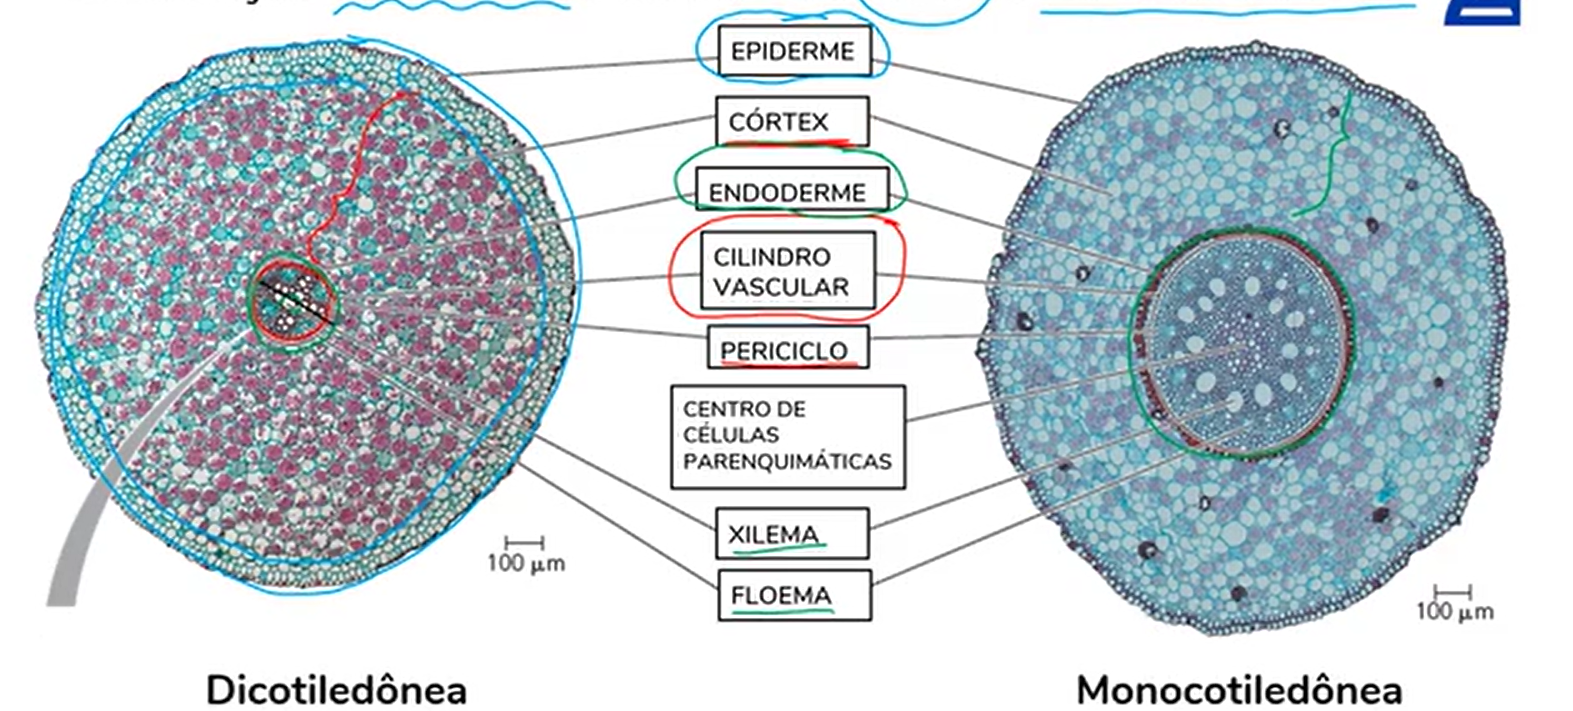 EPIDERME
CÓRTEX
ENDODERME
CILINDRO
VASCULAR
PERICICLO
CENTRO DE
CÉLULAS
PARENQUIMÁTICAS
XILEMA
FLOEMA
100 μm
100 μm
Dicotiledônea
Monocotiledônea